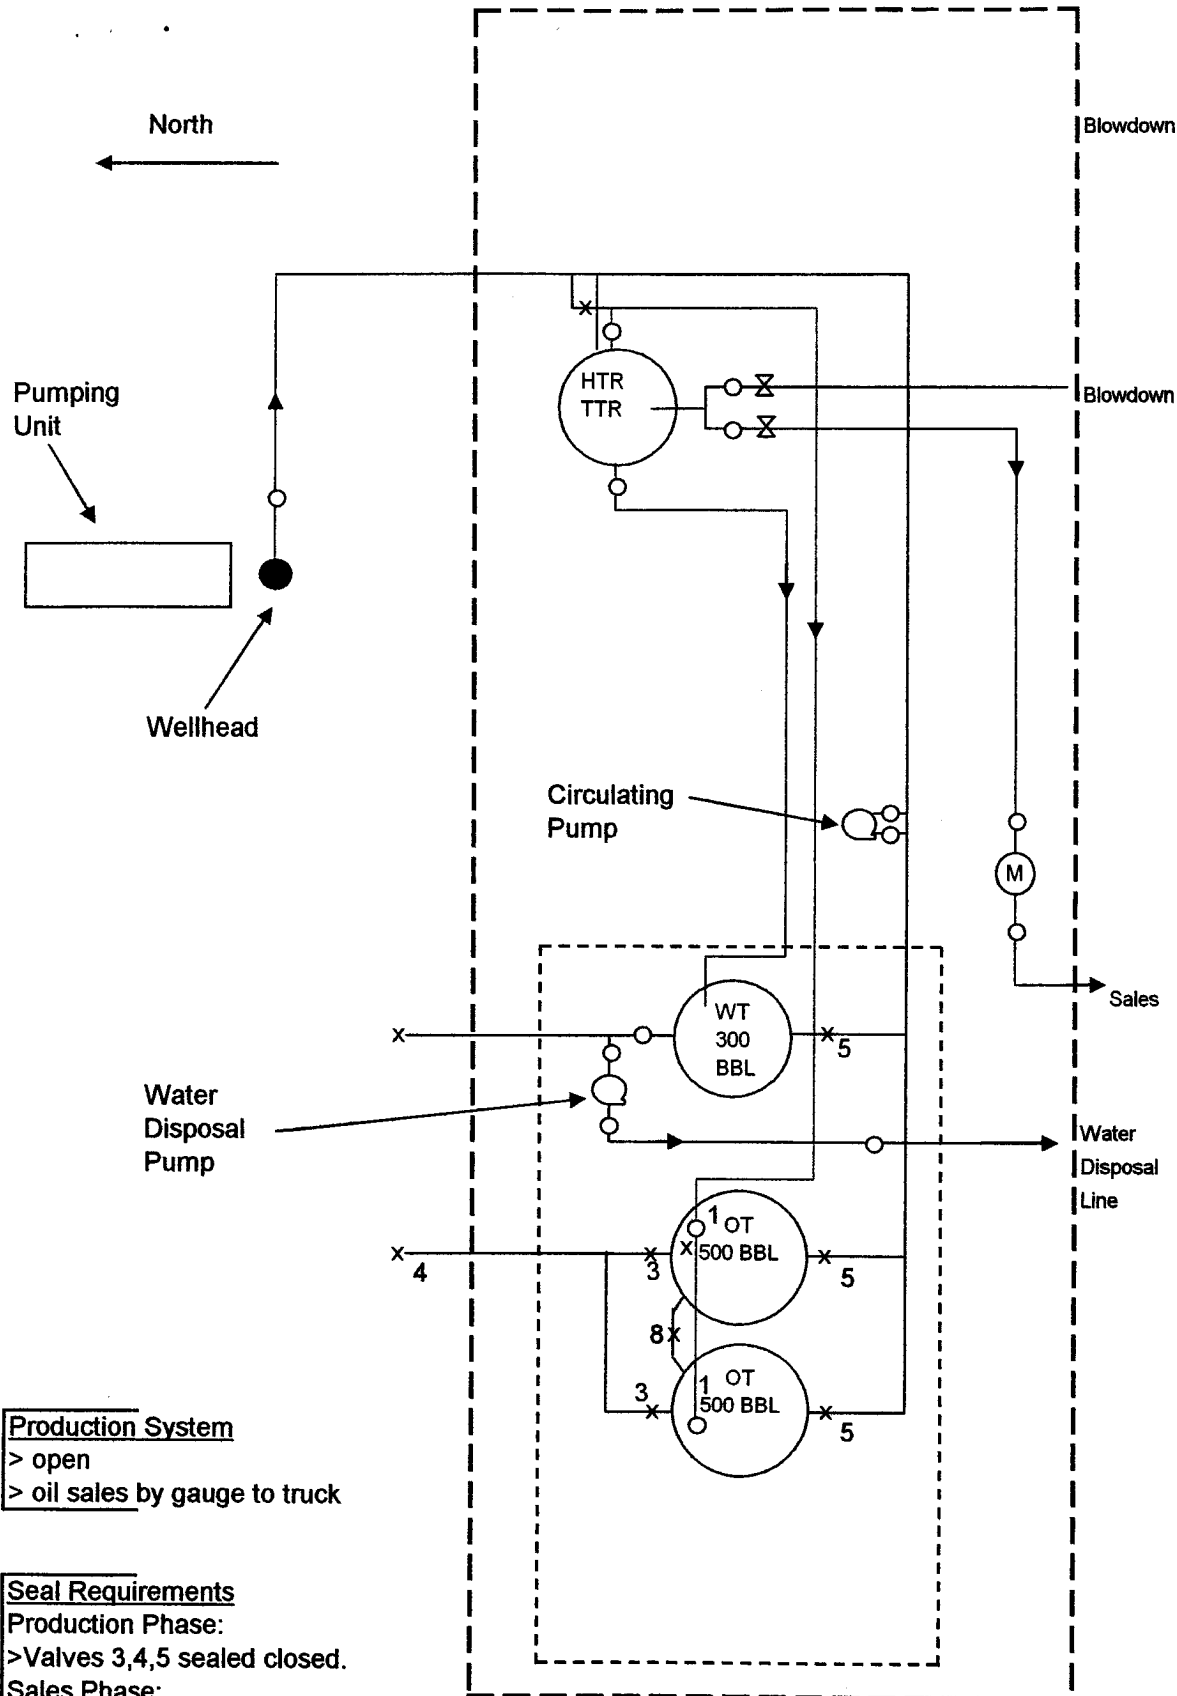 North
Blowdown
HTR
TTR
Blowdown
Pumping
Unit
Wellhead
Circulating
Pump
M
Sales
WT
300
BBL
5
Water
Disposal
Pump
Water
Disposal
Line
1
OT
500 BBL
3
4
5
8
1
OT
500 BBL
3
5
Production System
> open
> oil sales by gauge to truck
Seal Requirements
Production Phase:
>Valves 3,4,5 sealed closed.
Sales Phase: